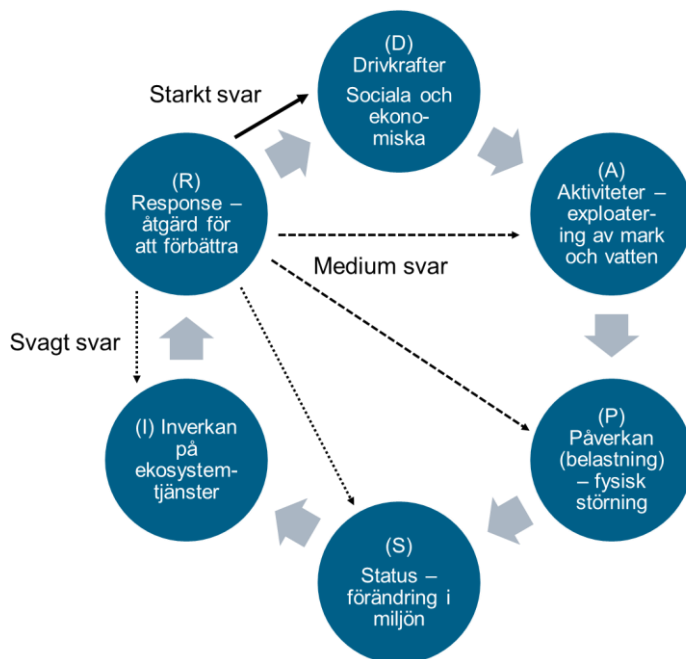 (D)
Drivkrafter
Sociala och
ekono-
miska
Starkt svar
(R)
Response –
åtgärd för
att förbättra
(A)
Aktiviteter –
exploater-
ing av mark
och vatten
Medium svar
Svagt svar
(I) Inverkan
på
ekosystem-
tjänster
(P)
Påverkan
(belastning)
– fysisk
störning
(S)
Status –
förändring i
miljön